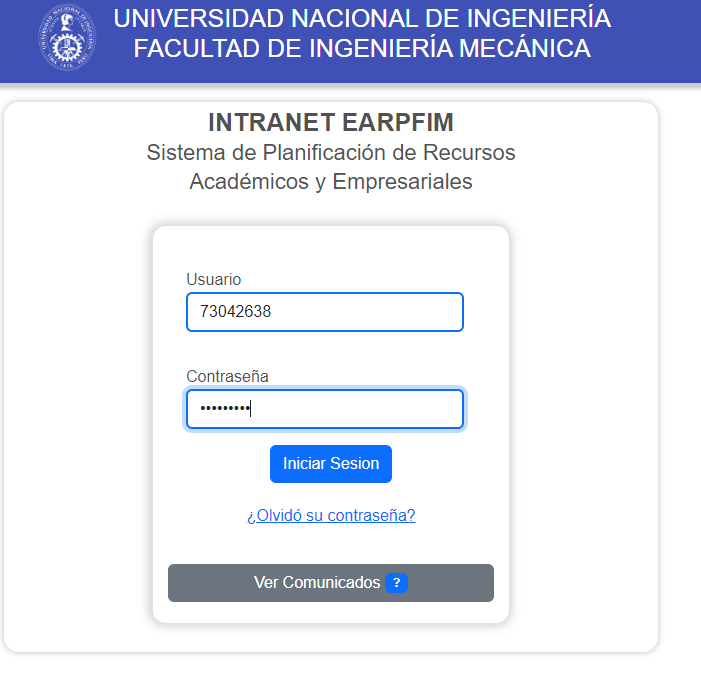 UNIVERSIDAD NACIONAL DE INGENIERÍA
FACULTAD DE INGENIERÍA MECÁNICA
INTRANET EARPFIM
Sistema de Planificación de Recursos
Académicos y Empresariales
Usuario
73042638
Contraseña
•••••••••
Iniciar Sesion
¿Olvidó su contraseña?
Ver Comunicados ?